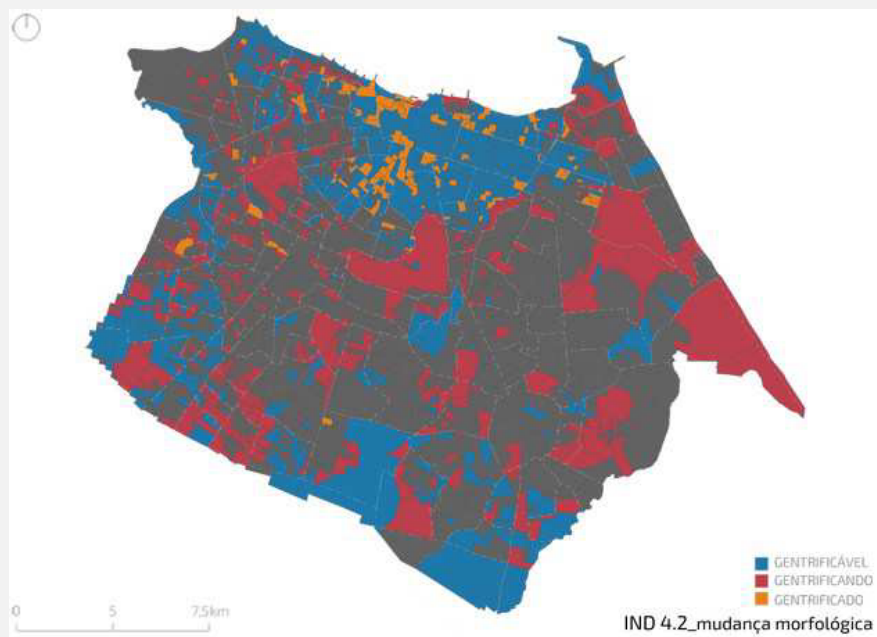 GENTRIFICÁVEL
GENTRIFICANDO
GENTRIFICADO
0 5 7.5km
IND 4.2_mudança morfológica